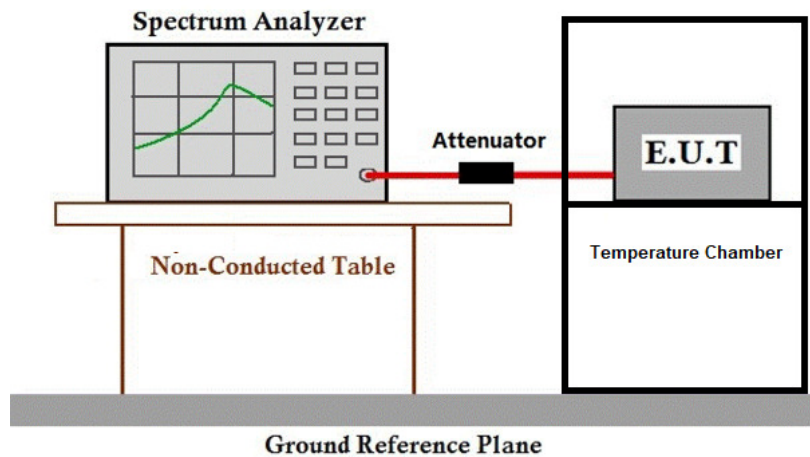 Spectrum Analyzer
Attenuator
E.U.T
Non-Conducted Table
Temperature Chamber
Ground Reference Plane